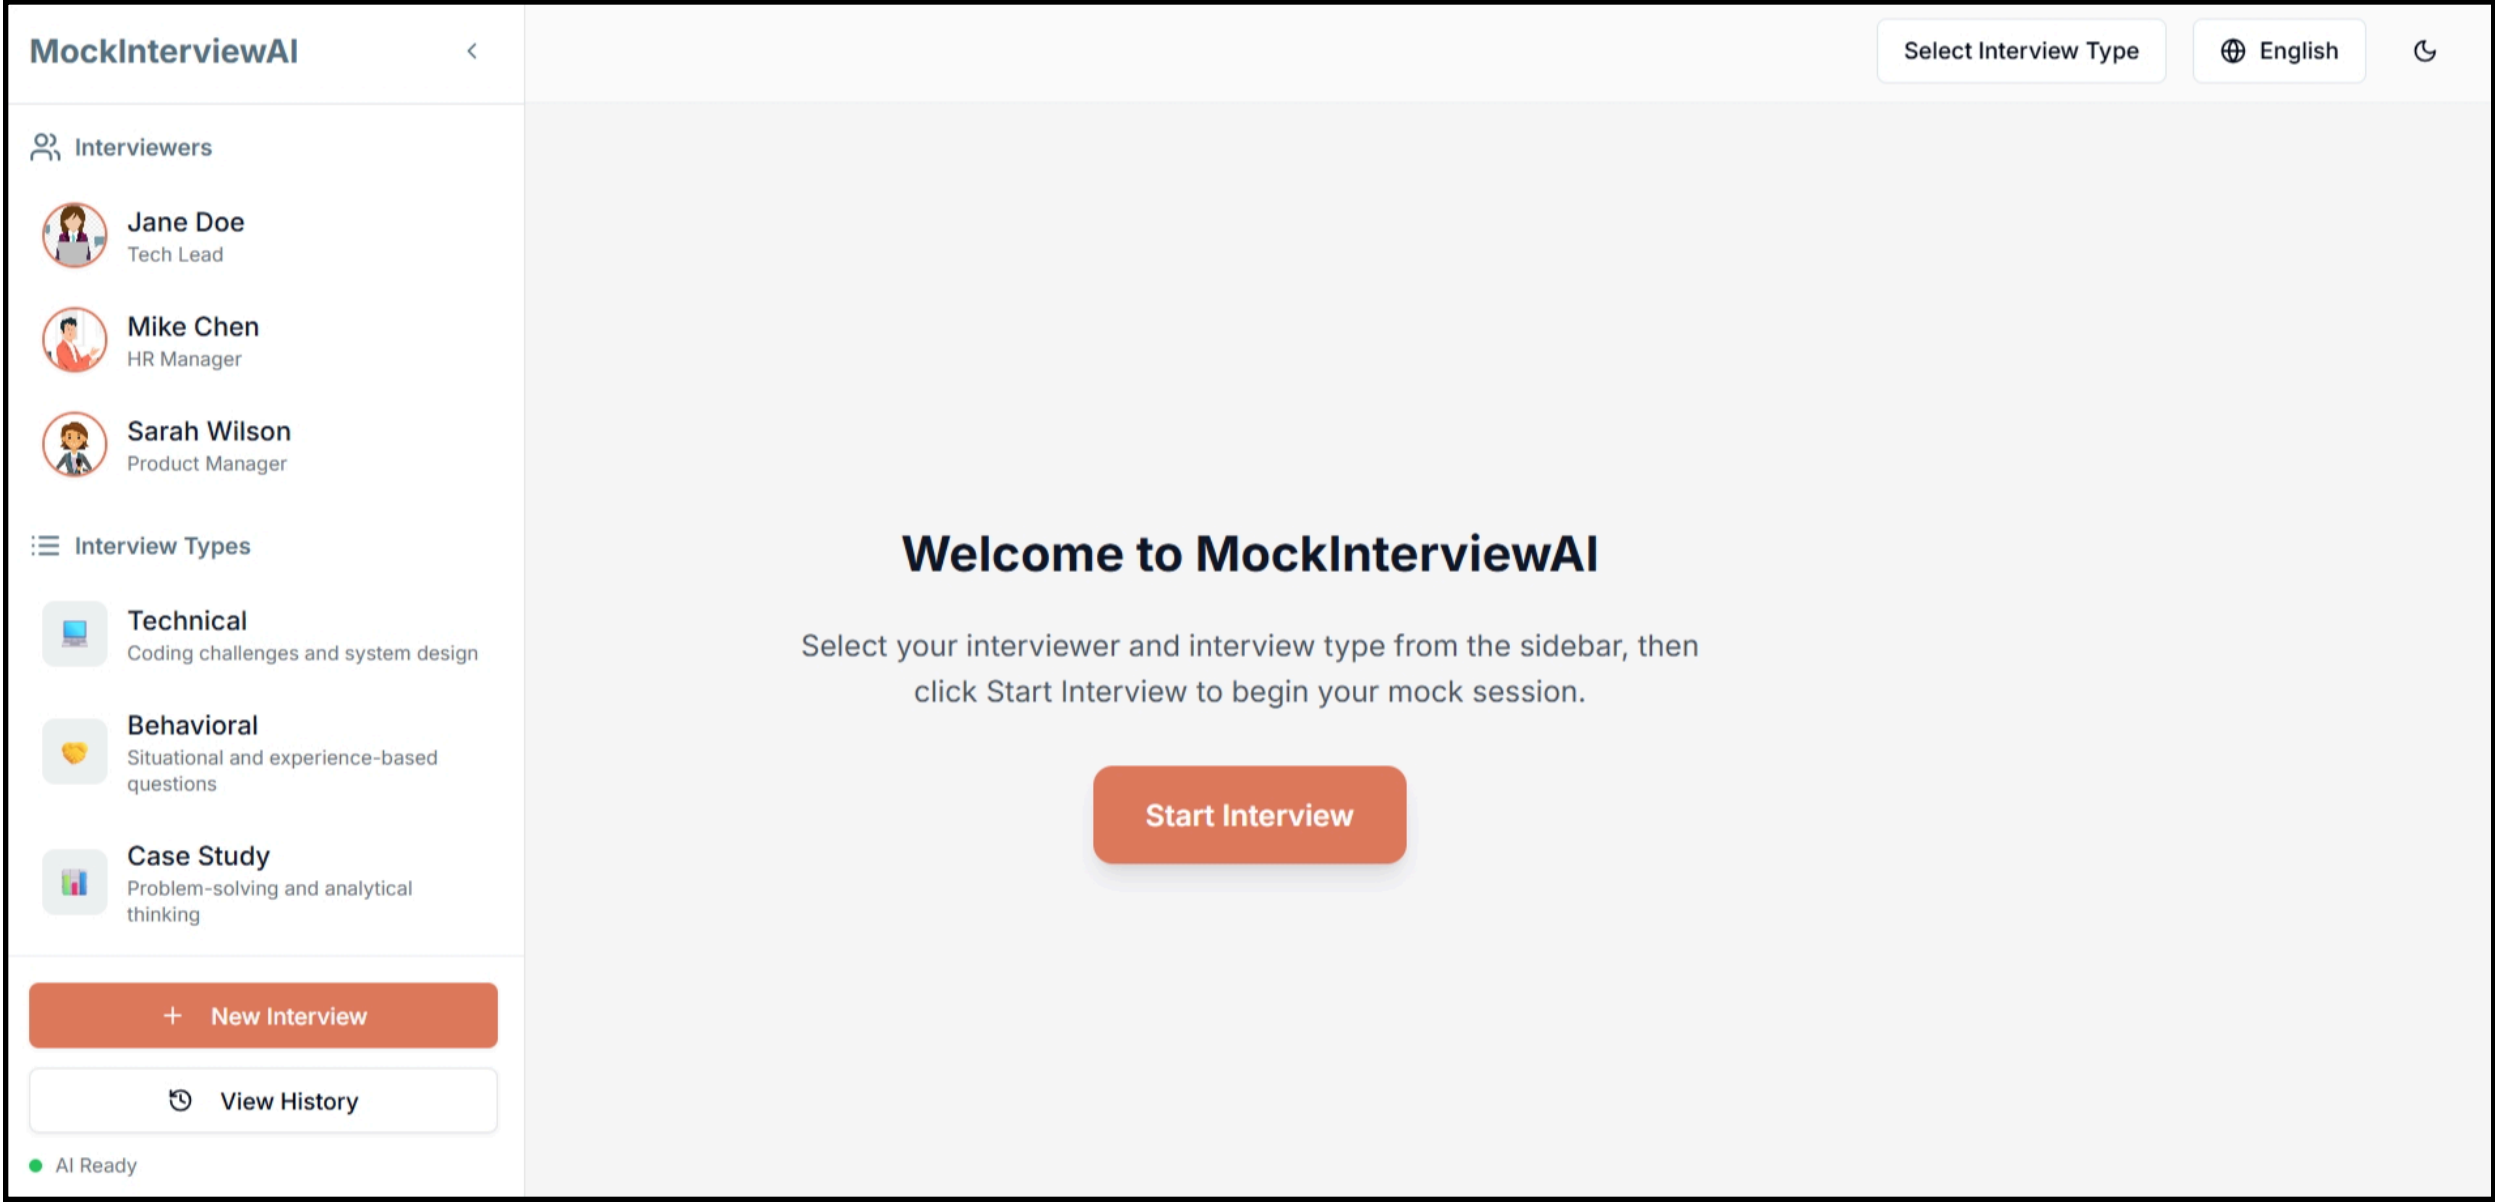 MockInterviewAI
Select Interview Type
English
Interviewers
Jane Doe
Tech Lead
Mike Chen
HR Manager
Sarah Wilson
Product Manager
Interview Types
Technical
Coding challenges and system design
Behavioral
Situational and experience-based
questions
Case Study
Problem-solving and analytical
thinking
+ New Interview
View History
AI Ready
Welcome to MockInterviewAI
Select your interviewer and interview type from the sidebar, then
click Start Interview to begin your mock session.
Start Interview